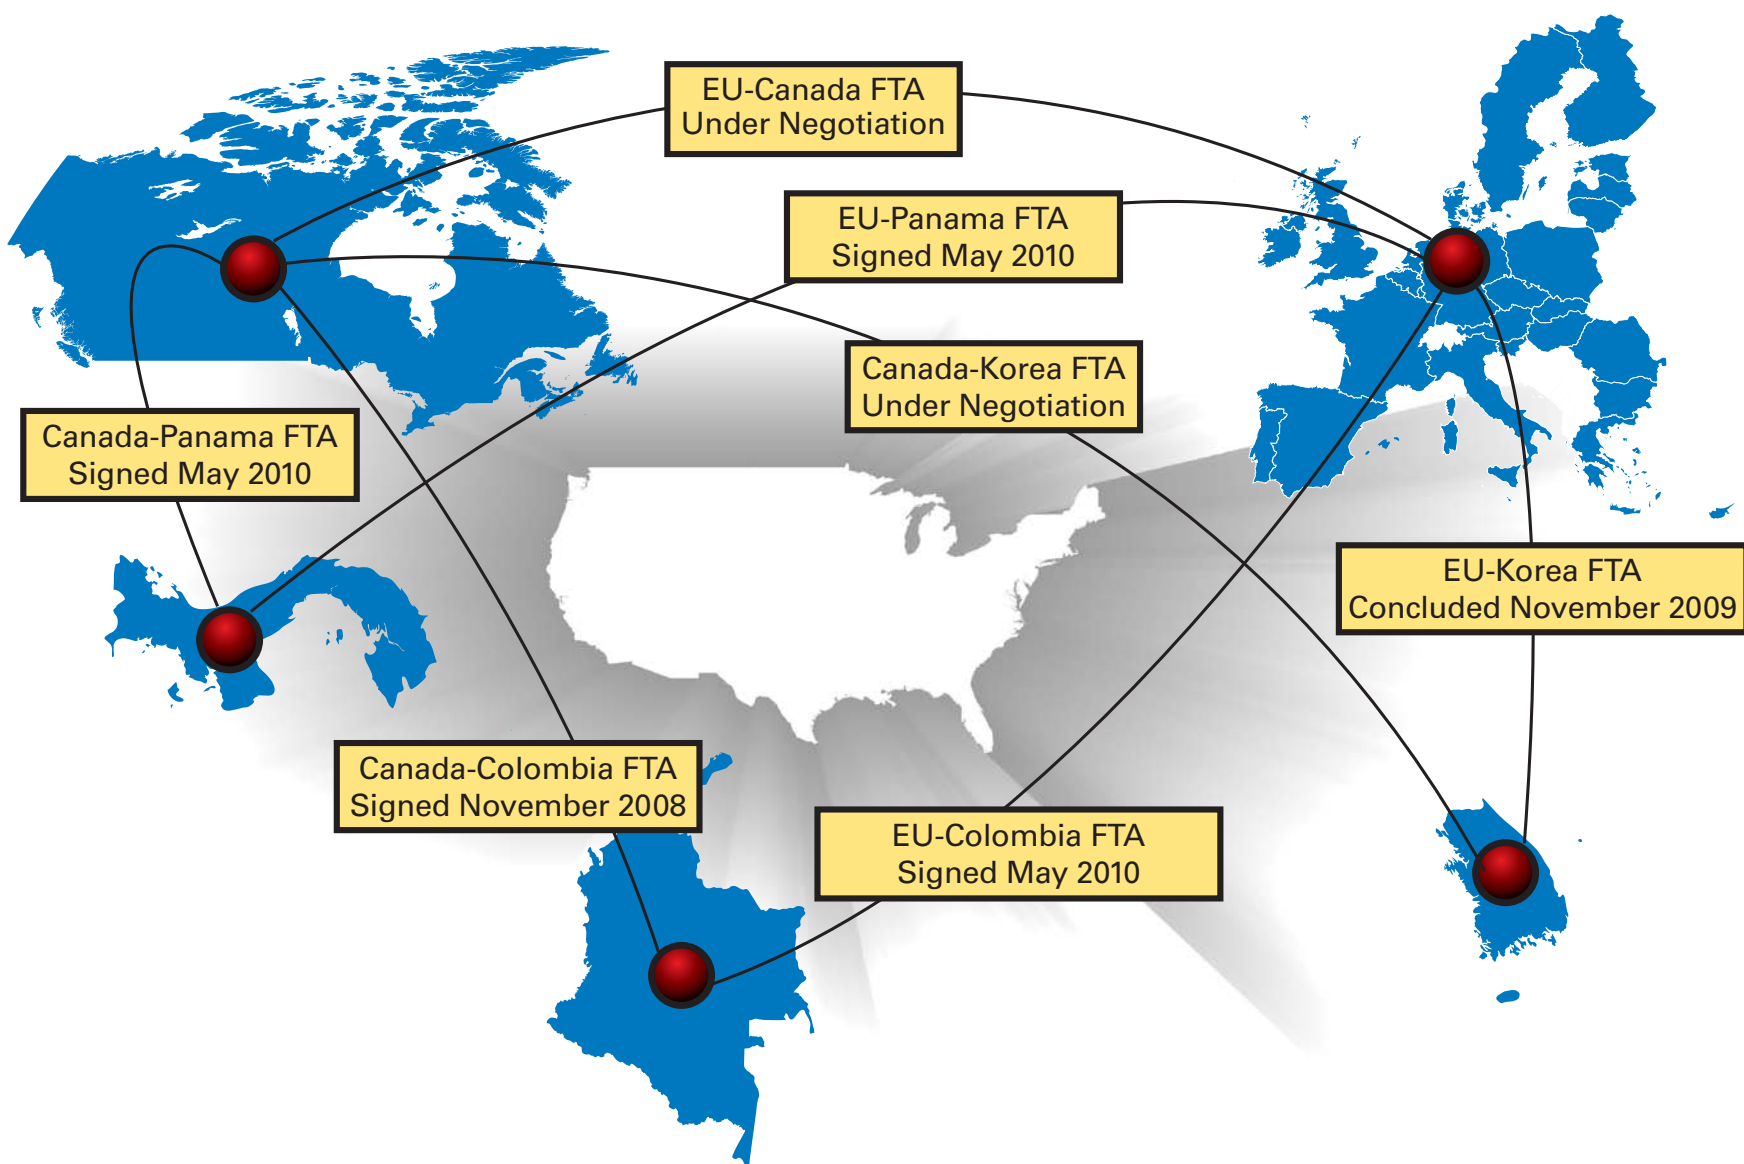 EU-Canada FTA
Under Negotiation
EU-Panama FTA
Signed May 2010
Canada-Korea FTA
Under Negotiation
Canada-Panama FTA
Signed May 2010
EU-Korea FTA
Concluded November 2009
Canada-Colombia FTA
Signed November 2008
EU-Colombia FTA
Signed May 2010